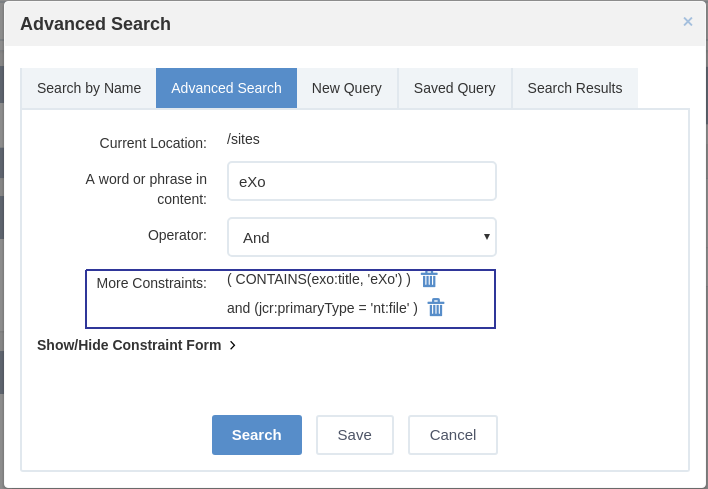 Advanced Search
×
Search by Name Advanced Search New Query Saved Query Search Results
Current Location: /sites
A word or phrase in
content: eXo
Operator: And
More Constraints: ( CONTAINS(exo:title, 'eXo') )
and (jcr:primaryType = 'nt:file' )
Show/Hide Constraint Form
Search Save Cancel